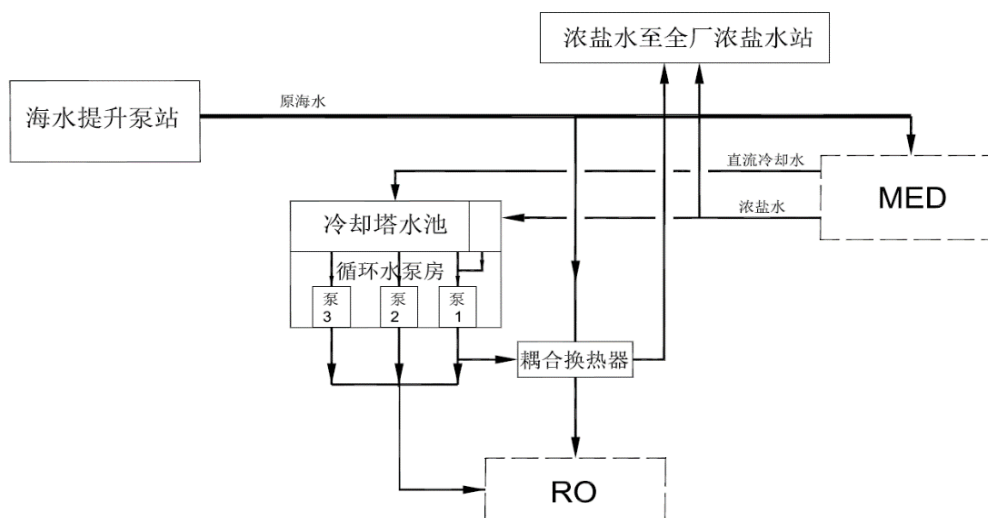 浓盐水至全厂浓盐水站
海水提升泵站
原海水
直流冷却水
MED
冷却塔水池
浓盐水
循环水泵房
泵
3
泵
2
泵
1
耦合换热器
RO